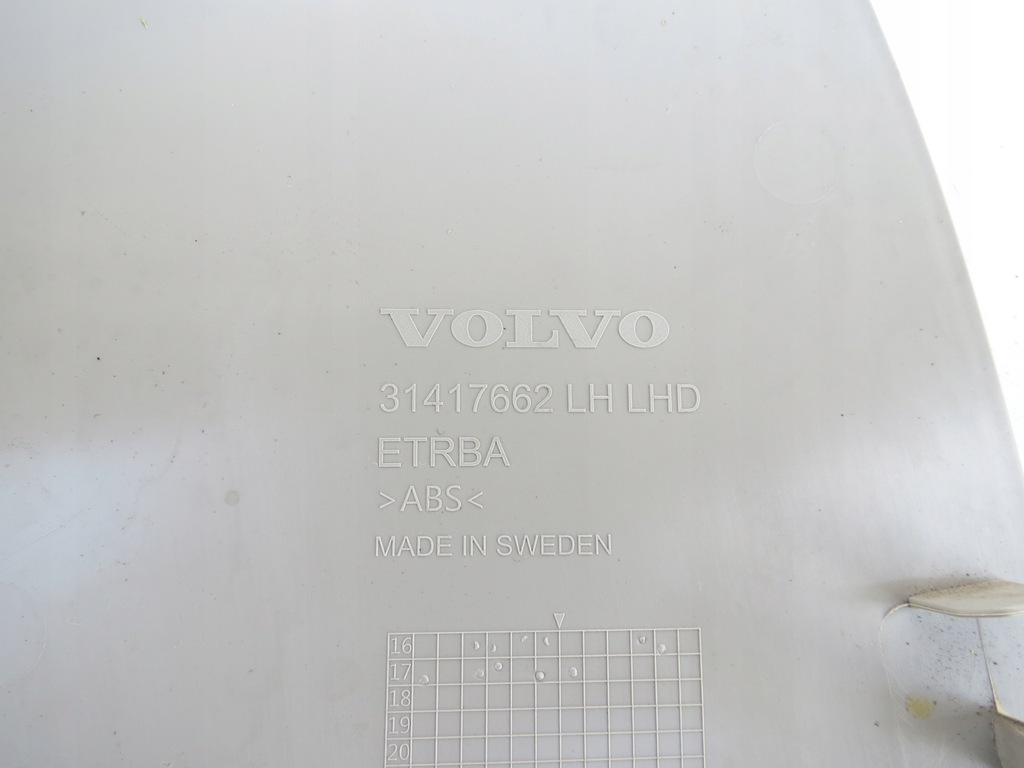 VOLVO
31417662 LH LHD
ETRBA
>ABS<
MADE IN SWEDEN
16
17
18
19
20